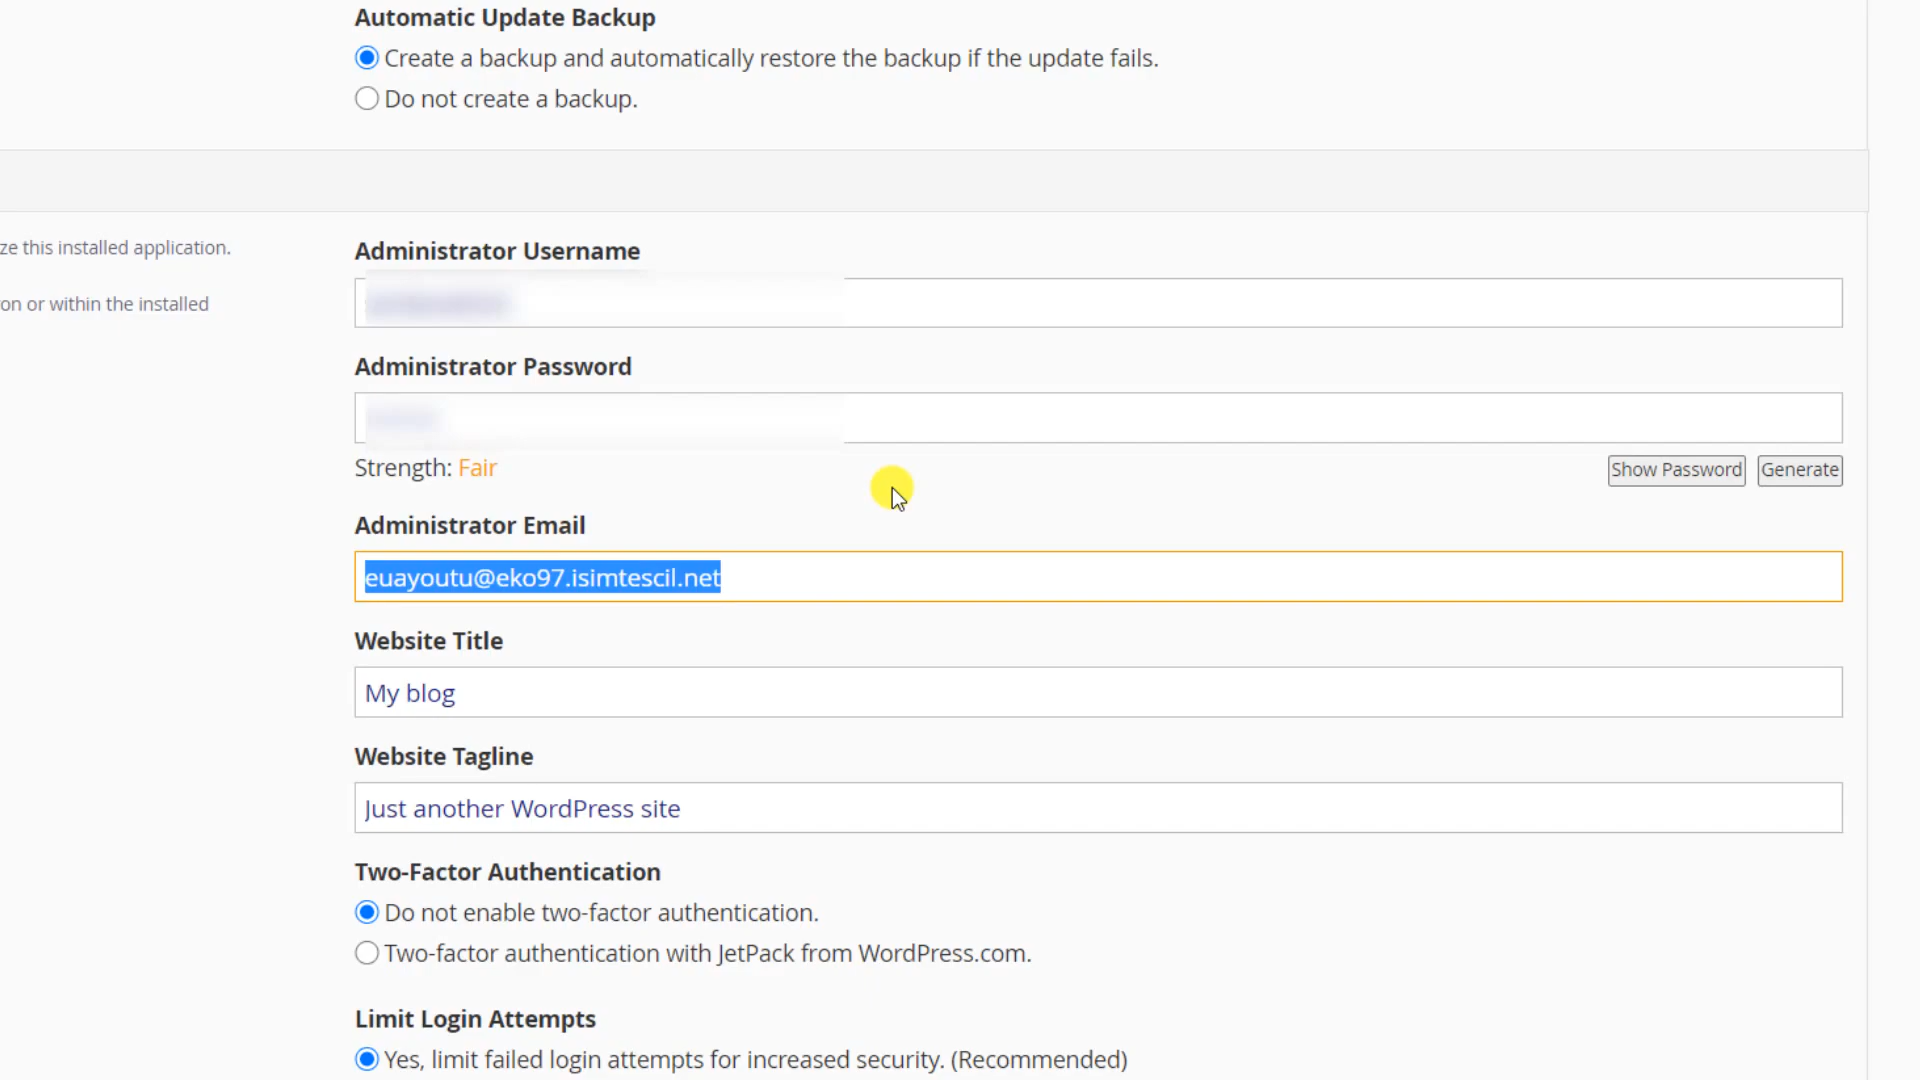 Automatic Update Backup
Create a backup and automatically restore the backup if the update fails.
Do not create a backup.
ze this installed application.
on or within the installed
Administrator Username
Administrator Password
Strength: Fair
Show Password
Generate
Administrator Email
euayoutu@eko97.isimtescil.net
Website Title
My blog
Website Tagline
Just another WordPress site
Two-Factor Authentication
Do not enable two-factor authentication.
Two-factor authentication with JetPack from WordPress.com.
Limit Login Attempts
Yes, limit failed login attempts for increased security. (Recommended)